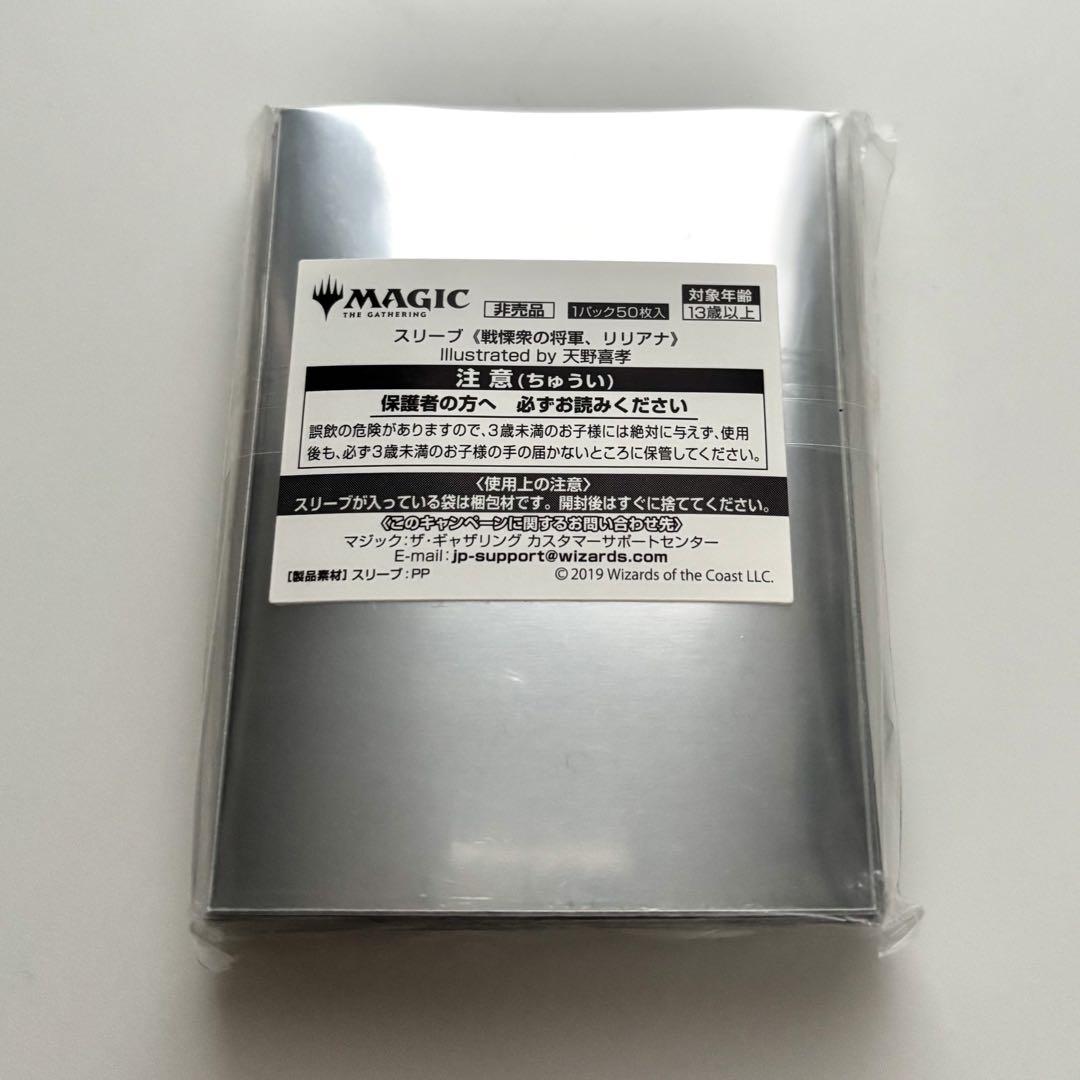 MAGIC
THE GATHERING
非売品
1パック50枚入
対象年齢
13歳以上
スリーブ《戦慄衆の将軍、リリアナ》
Illustrated by 天野喜孝
注意(ちゅうい)
保護者の方へ 必ずお読みください
誤飲の危険がありますので、3歳未満のお子様には絶対に与えず、使用
後も、必ず3歳未満のお子様の手の届かないところに保管してください。
〈使用上の注意〉
スリーブが入っている袋は梱包材です。開封後はすぐに捨ててください。
〈このキャンペーンに関するお問い合わせ先〉
マジック:ザ・ギャザリング カスタマーサポートセンター
E-mail:jp-support@wizards.com
[製品素材]スリーブ:PP
©2019 Wizards of the Coast LLC.